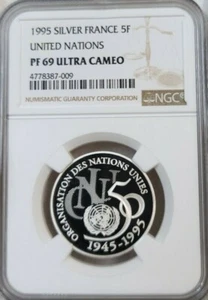 1995 SILVER FRANCE 5F
UNITED NATIONS
PF 69 ULTRA CAMEO
4778387-009
NUMISMATIC GUARANTY CORPORATION
NGC
ORGANISATION DES NATIONS UNIES
ONU 50
1945-1995